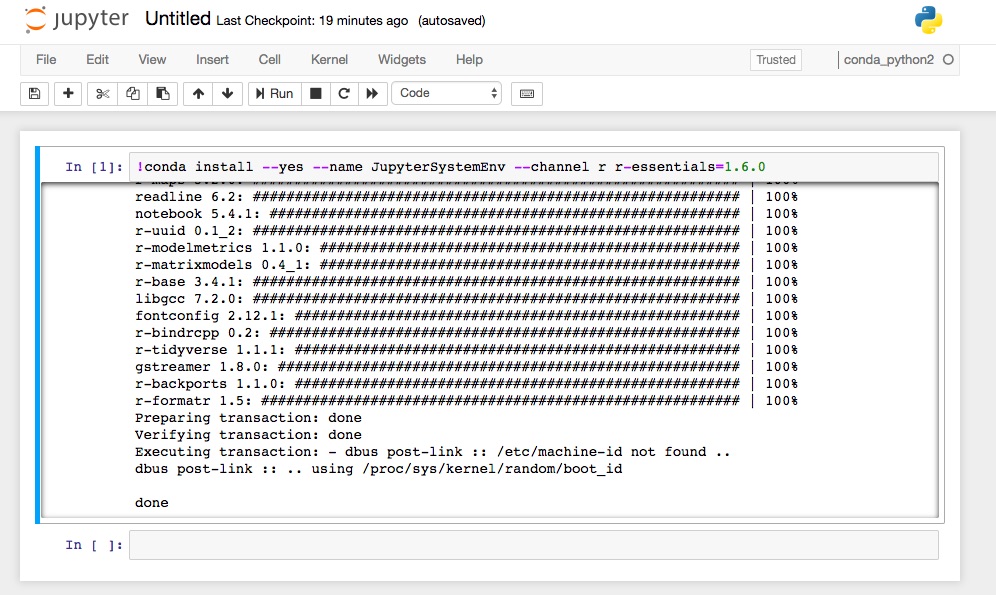 jupyter Untitled Last Checkpoint: 19 minutes ago (autosaved)
File Edit View Insert Cell Kernel Widgets Help Trusted conda_python2
Run Code
In [1]: !conda install --yes --name JupyterSystemEnv --channel r r-essentials=1.6.0
readline 6.2: ########################################################## | 100%
notebook 5.4.1: ######################################################## | 100%
r-uuid 0.1_2: ########################################################## | 100%
r-modelmetrics 1.1.0: ################################################## | 100%
r-matrixmodels 0.4_1: ################################################## | 100%
r-base 3.4.1: ########################################################## | 100%
libgcc 7.2.0: ########################################################## | 100%
fontconfig 2.12.1: ##################################################### | 100%
r-bindrcpp 0.2: ######################################################## | 100%
r-tidyverse 1.1.1: ##################################################### | 100%
gstreamer 1.8.0: ####################################################### | 100%
r-backports 1.1.0: ##################################################### | 100%
r-formatr 1.5: ######################################################### | 100%
Preparing transaction: done
Verifying transaction: done
Executing transaction: - dbus post-link :: /etc/machine-id not found ..
dbus post-link :: .. using /proc/sys/kernel/random/boot_id
done
In [ ]: